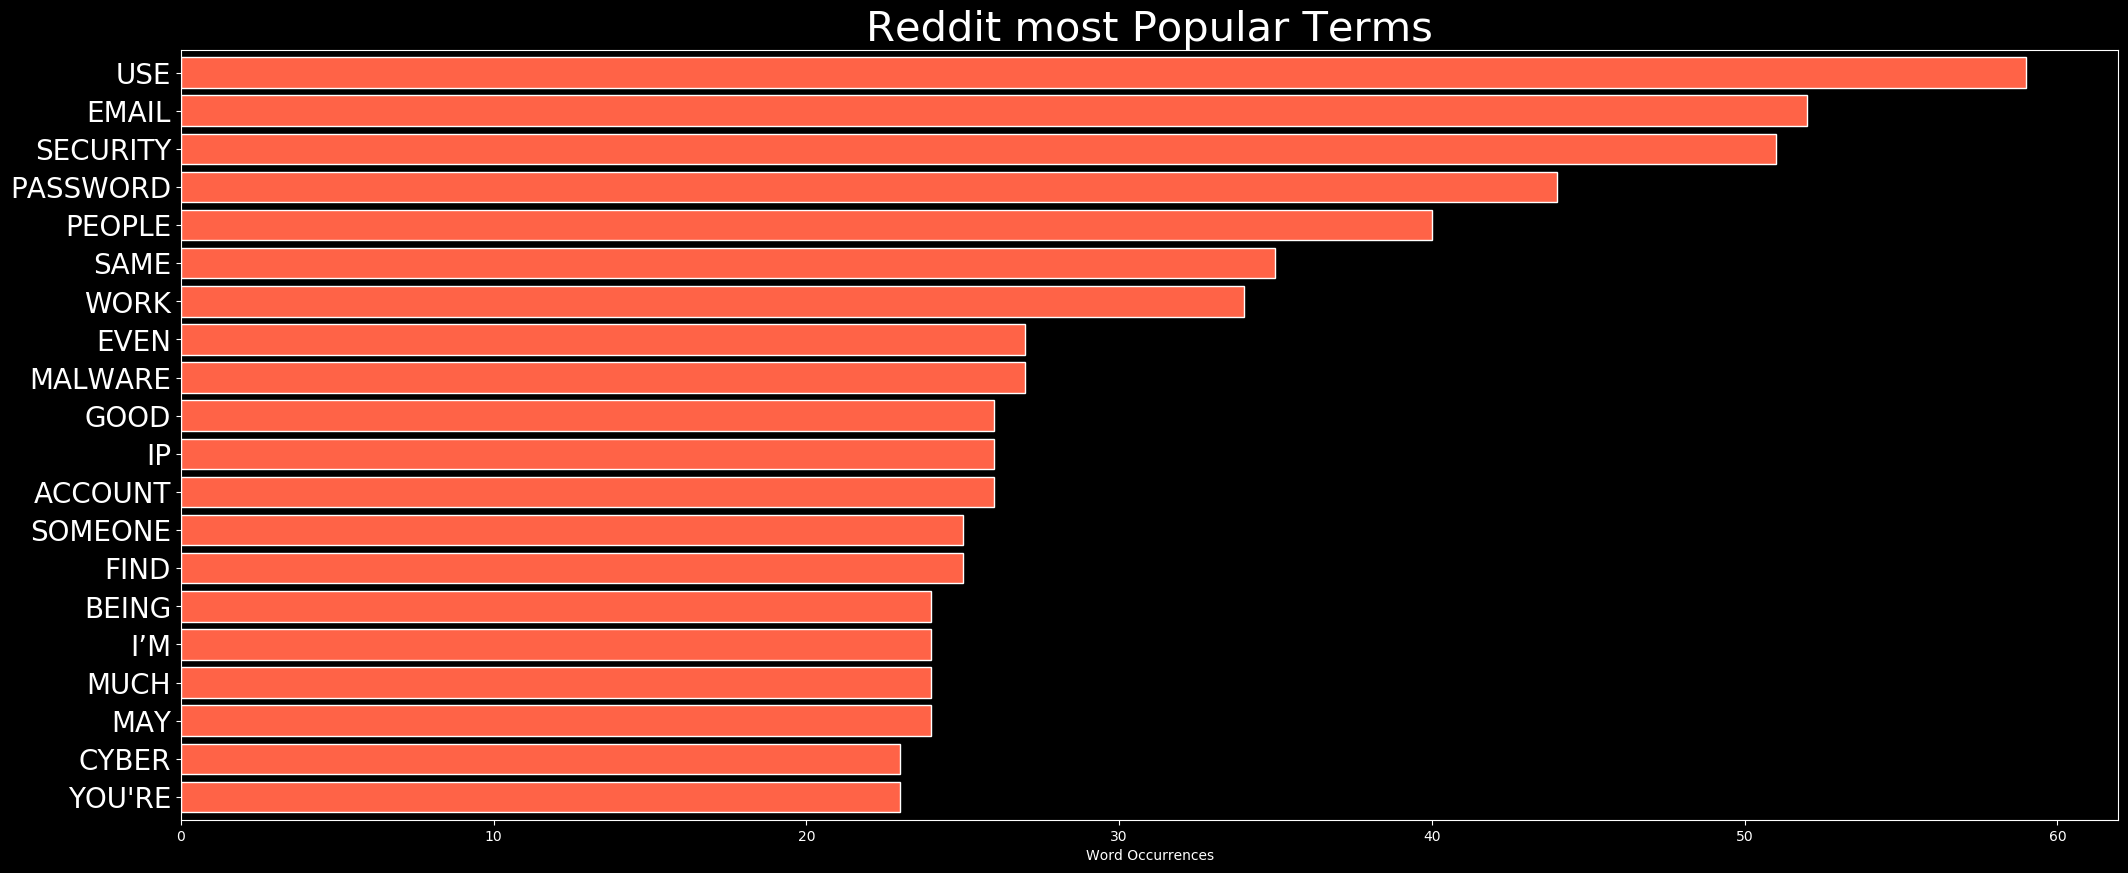 Reddit most Popular Terms
USE
EMAIL
SECURITY
PASSWORD
PEOPLE
SAME
WORK
EVEN
MALWARE
GOOD
IP
ACCOUNT
SOMEONE
FIND
BEING
I’M
MUCH
MAY
CYBER
YOU'RE
0 10 20 30 40 50 60
Word Occurrences